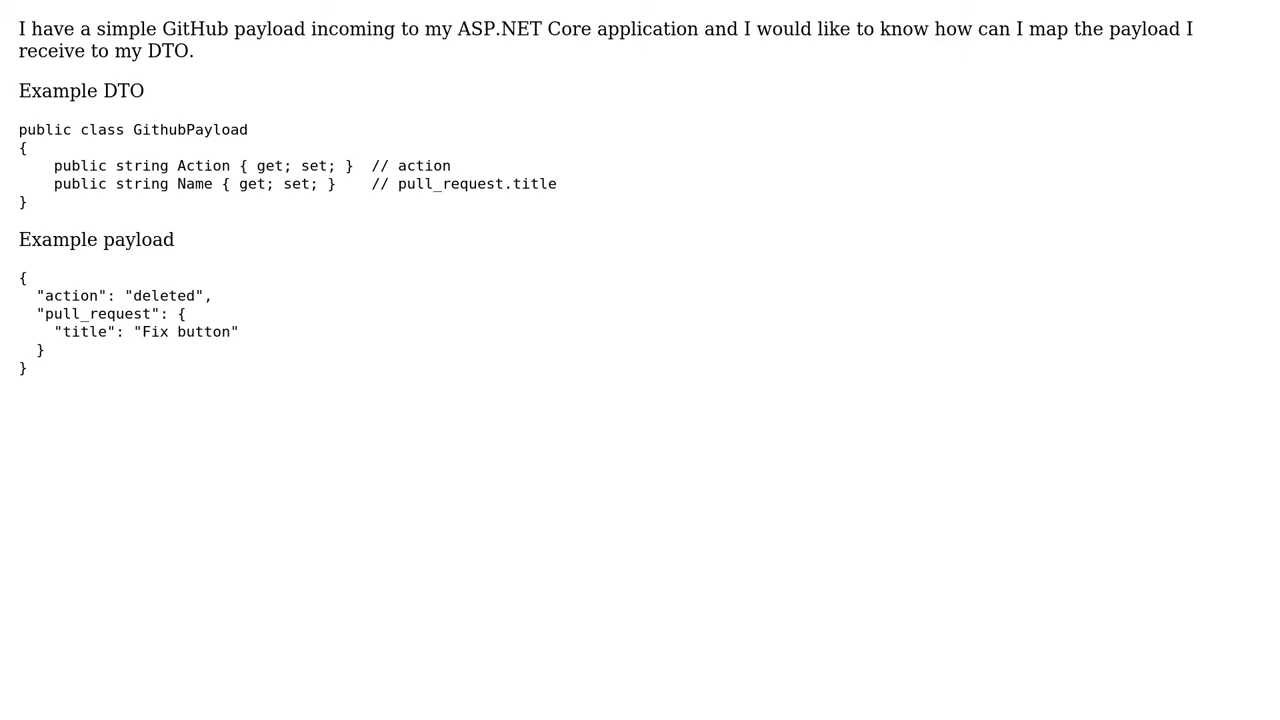 I have a simple GitHub payload incoming to my ASP.NET Core application and I would like to know how can I map the payload I
receive to my DTO.
Example DTO
public class GithubPayload
{
    public string Action { get; set; }  // action
    public string Name { get; set; }    // pull_request.title
}
Example payload
{
  "action": "deleted",
  "pull_request": {
    "title": "Fix button"
  }
}